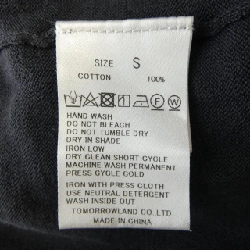 SIZE S
COTTON 100%
HAND WASH
DO NOT BLEACH
DO NOT TUMBLE DRY
DRY IN SHADE
IRON LOW
DRY CLEAN SHORT CYCLE
MACHINE WASH PERMANENT
PRESS CYCLE COLD
IRON WITH PRESS CLOTH
USE NEUTRAL DETERGENT
WASH INSIDE OUT
TOMORROWLAND CO.,LTD.
MADE IN CHINA